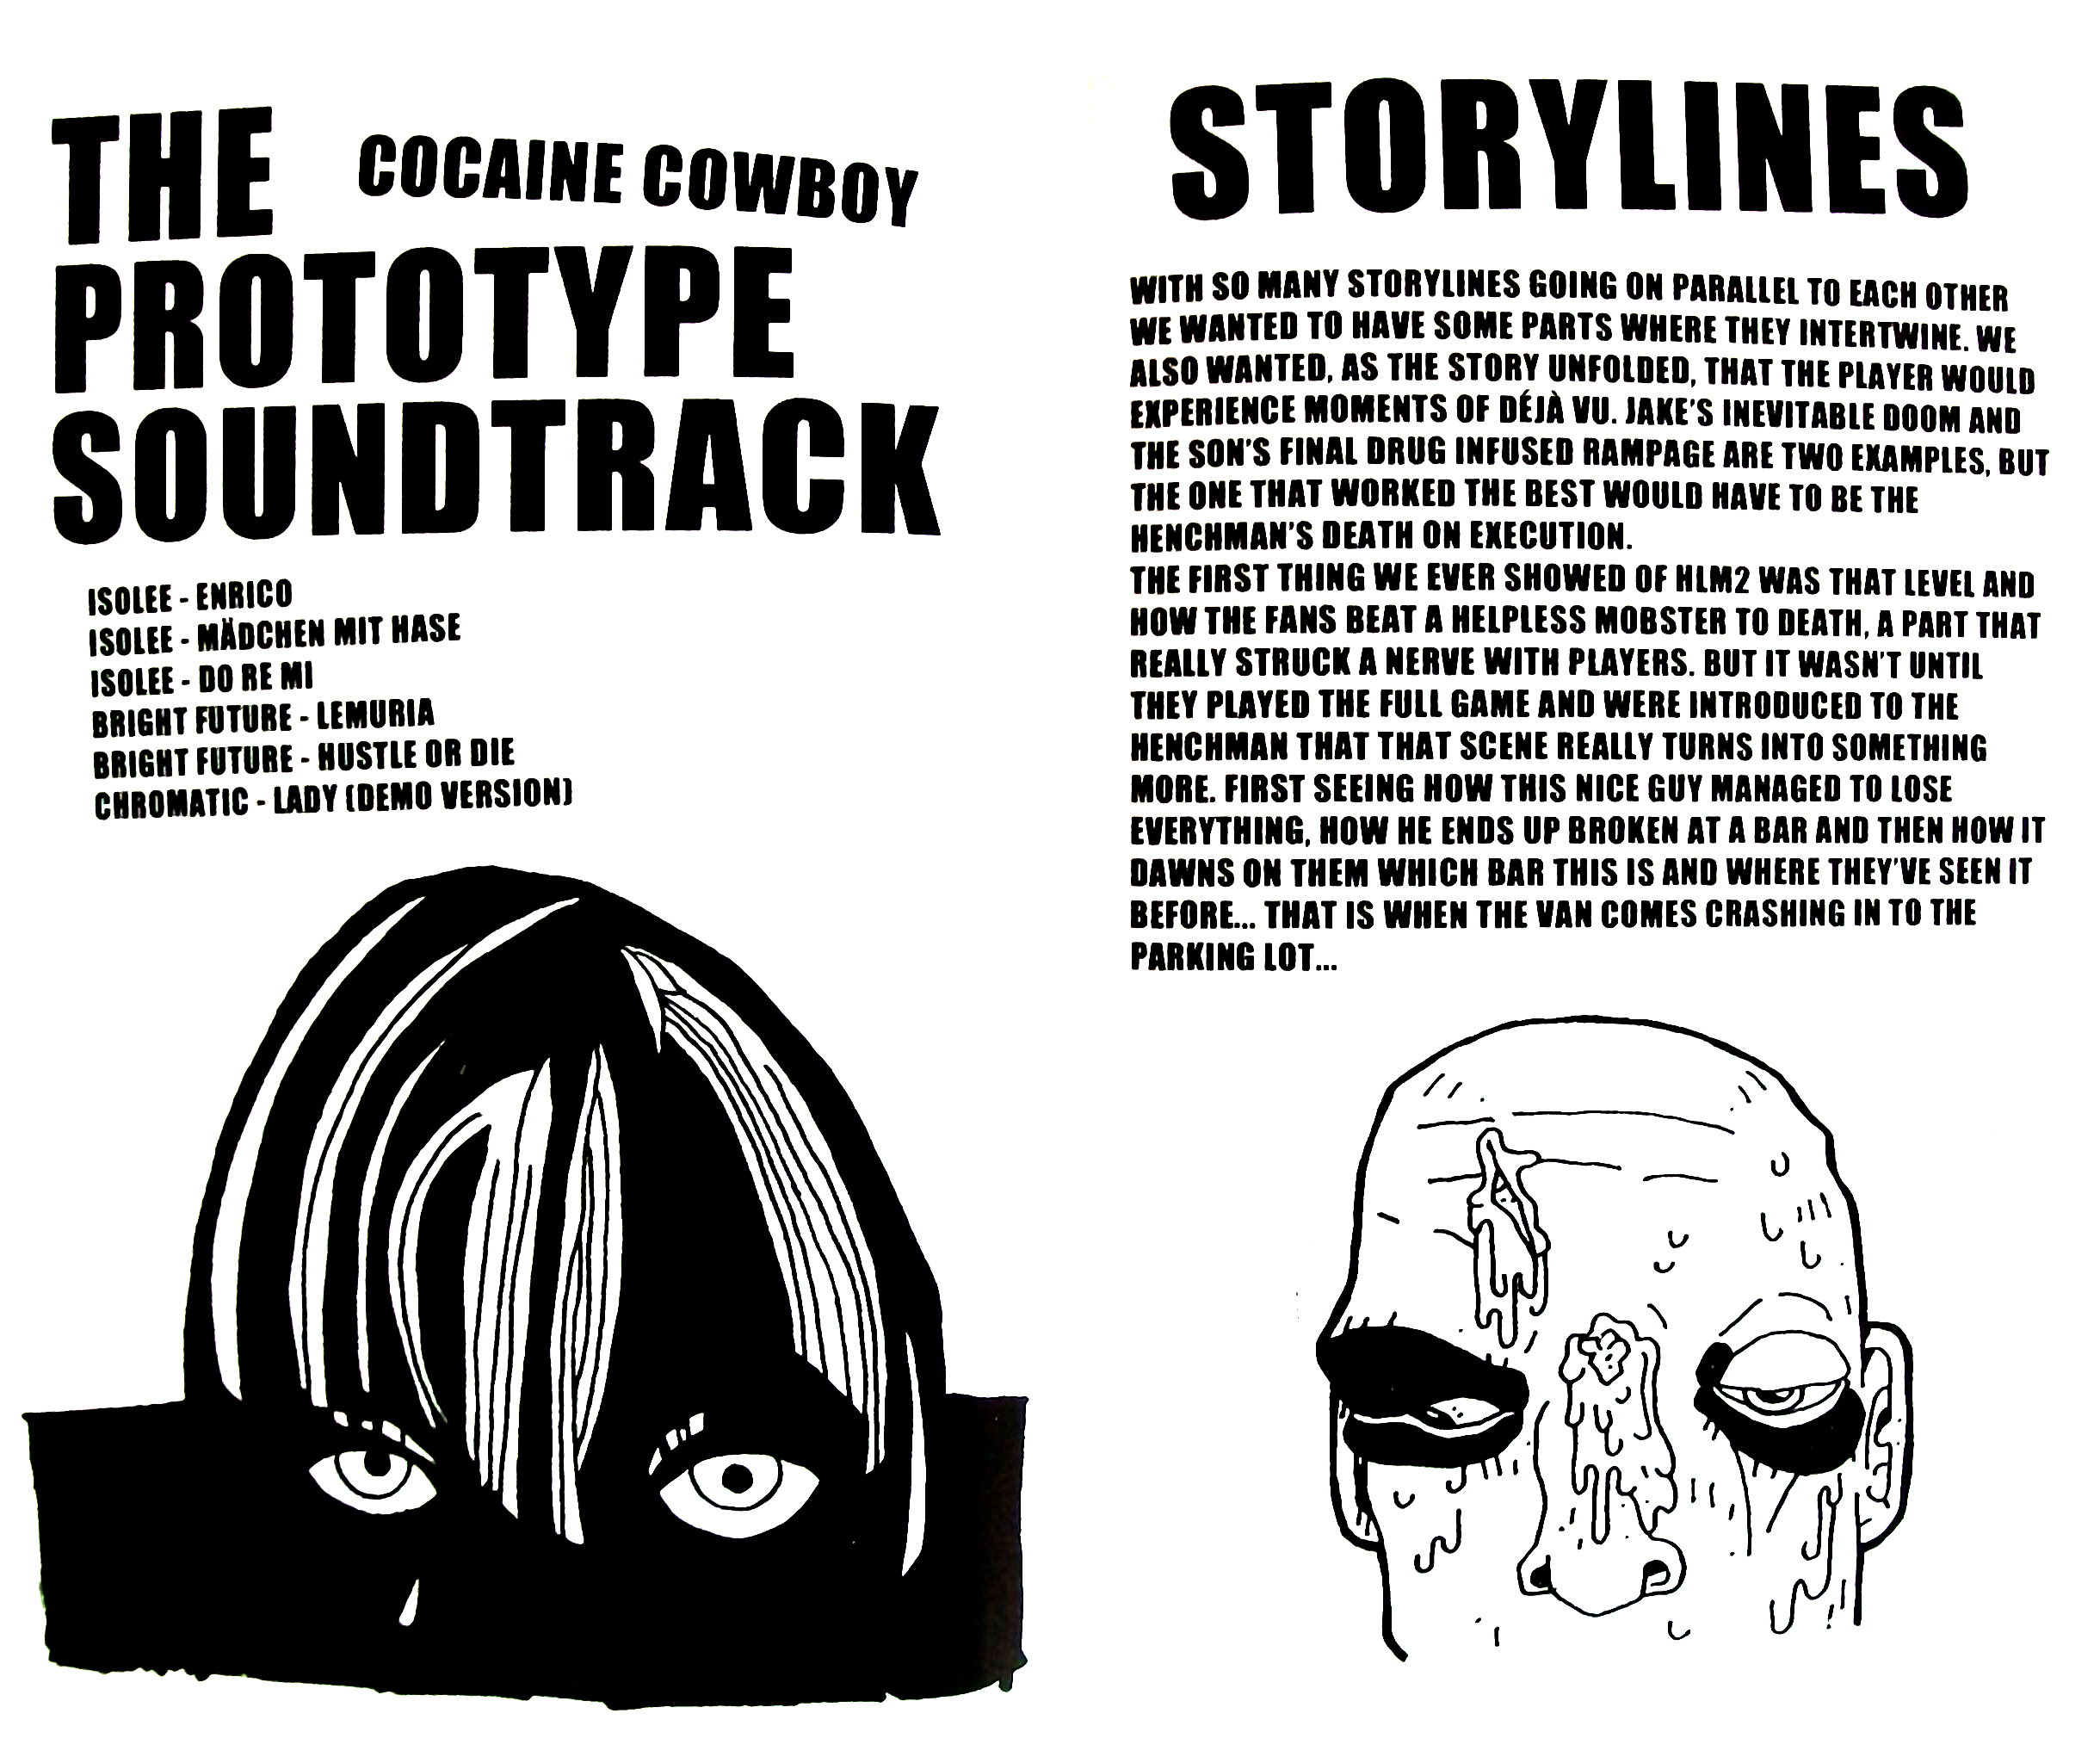 THE
COCAINE COWBOY
PROTOTYPE
SOUNDTRACK
ISOLEE - ENRICO
ISOLEE - MÄDCHEN MIT HASE
ISOLEE - DO RE MI
BRIGHT FUTURE - LEMURIA
BRIGHT FUTURE - HUSTLE OR DIE
CHROMATIC - LADY (DEMO VERSION)
STORYLINES
WITH SO MANY STORYLINES GOING ON PARALLEL TO EACH OTHER
WE WANTED TO HAVE SOME PARTS WHERE THEY INTERTWINE. WE
ALSO WANTED, AS THE STORY UNFOLDED, THAT THE PLAYER WOULD
EXPERIENCE MOMENTS OF DÉJÀ VU. JAKE'S INEVITABLE DOOM AND
THE SON'S FINAL DRUG INFUSED RAMPAGE ARE TWO EXAMPLES, BUT
THE ONE THAT WORKED THE BEST WOULD HAVE TO BE THE
HENCHMAN'S DEATH ON EXECUTION.
THE FIRST THING WE EVER SHOWED OF HLM2 WAS THAT LEVEL AND
HOW THE FANS BEAT A HELPLESS MOBSTER TO DEATH, A PART THAT
REALLY STRUCK A NERVE WITH PLAYERS. BUT IT WASN'T UNTIL
THEY PLAYED THE FULL GAME AND WERE INTRODUCED TO THE
HENCHMAN THAT THAT SCENE REALLY TURNS INTO SOMETHING
MORE. FIRST SEEING HOW THIS NICE GUY MANAGED TO LOSE
EVERYTHING, HOW HE ENDS UP BROKEN AT A BAR AND THEN HOW IT
DAWNS ON THEM WHICH BAR THIS IS AND WHERE THEY'VE SEEN IT
BEFORE... THAT IS WHEN THE VAN COMES CRASHING IN TO THE
PARKING LOT...